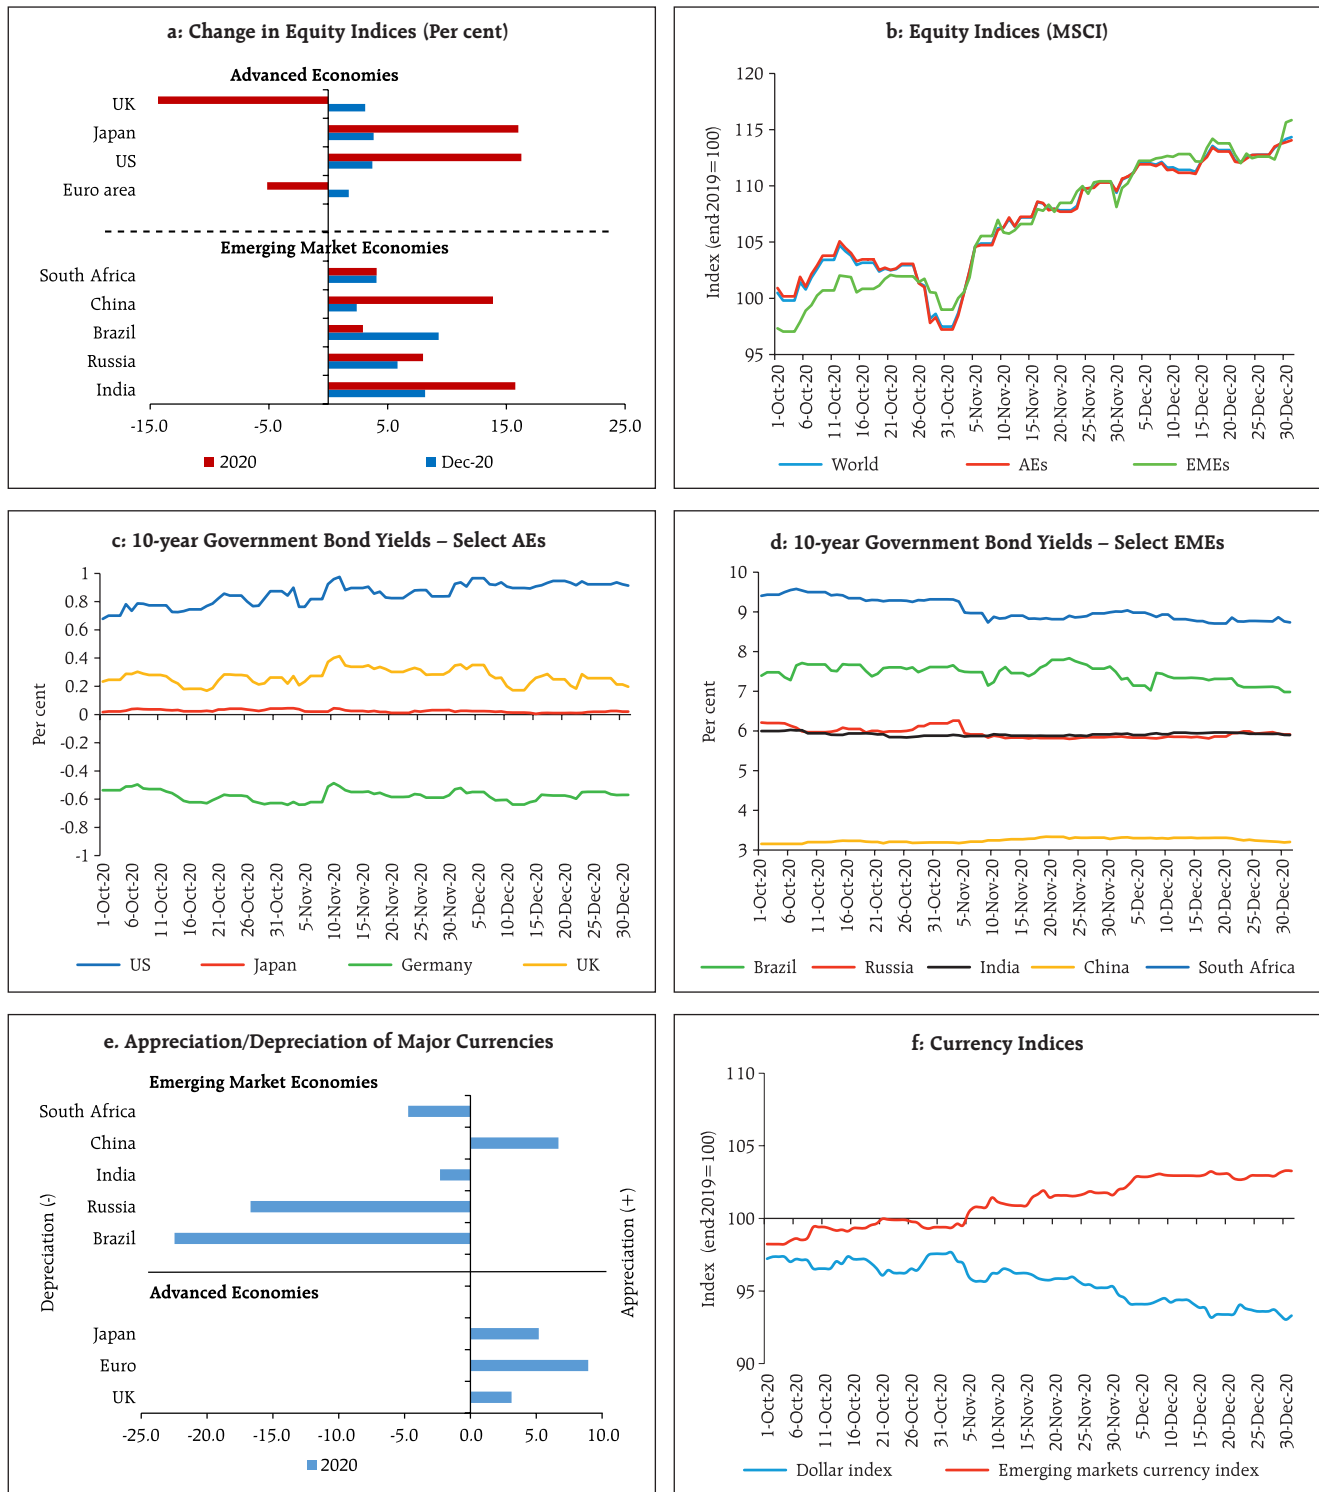 a: Change in Equity Indices (Per cent)
Advanced Economies
UK
Japan
US
Euro area
Emerging Market Economies
South Africa
China
Brazil
Russia
India
-15.0 -5.0 5.0 15.0 25.0
2020 Dec-20
b: Equity Indices (MSCI)
Index (end 2019=100)
120
115
110
105
100
95
1-Oct-20
6-Oct-20
11-Oct-20
16-Oct-20
21-Oct-20
26-Oct-20
31-Oct-20
5-Nov-20
10-Nov-20
15-Nov-20
20-Nov-20
25-Nov-20
30-Nov-20
5-Dec-20
10-Dec-20
15-Dec-20
20-Dec-20
25-Dec-20
30-Dec-20
World AEs EMEs
c: 10-year Government Bond Yields – Select AEs
Per cent
1
0.8
0.6
0.4
0.2
0
-0.2
-0.4
-0.6
-0.8
-1
1-Oct-20
6-Oct-20
11-Oct-20
16-Oct-20
21-Oct-20
26-Oct-20
31-Oct-20
5-Nov-20
10-Nov-20
15-Nov-20
20-Nov-20
25-Nov-20
30-Nov-20
5-Dec-20
10-Dec-20
15-Dec-20
20-Dec-20
25-Dec-20
30-Dec-20
US Japan Germany UK
d: 10-year Government Bond Yields – Select EMEs
Per cent
10
9
8
7
6
5
4
3
1-Oct-20
6-Oct-20
11-Oct-20
16-Oct-20
21-Oct-20
26-Oct-20
31-Oct-20
5-Nov-20
10-Nov-20
15-Nov-20
20-Nov-20
25-Nov-20
30-Nov-20
5-Dec-20
10-Dec-20
15-Dec-20
20-Dec-20
25-Dec-20
30-Dec-20
Brazil Russia India China South Africa
e. Appreciation/Depreciation of Major Currencies
Emerging Market Economies
South Africa
China
India
Russia
Brazil
Depreciation (-)
Appreciation (+)
Advanced Economies
Japan
Euro
UK
-25.0 -20.0 -15.0 -10.0 -5.0 0.0 5.0 10.0
2020
f: Currency Indices
Index (end 2019=100)
110
105
100
95
90
1-Oct-20
6-Oct-20
11-Oct-20
16-Oct-20
21-Oct-20
26-Oct-20
31-Oct-20
5-Nov-20
10-Nov-20
15-Nov-20
20-Nov-20
25-Nov-20
30-Nov-20
5-Dec-20
10-Dec-20
15-Dec-20
20-Dec-20
25-Dec-20
30-Dec-20
Dollar index Emerging markets currency index